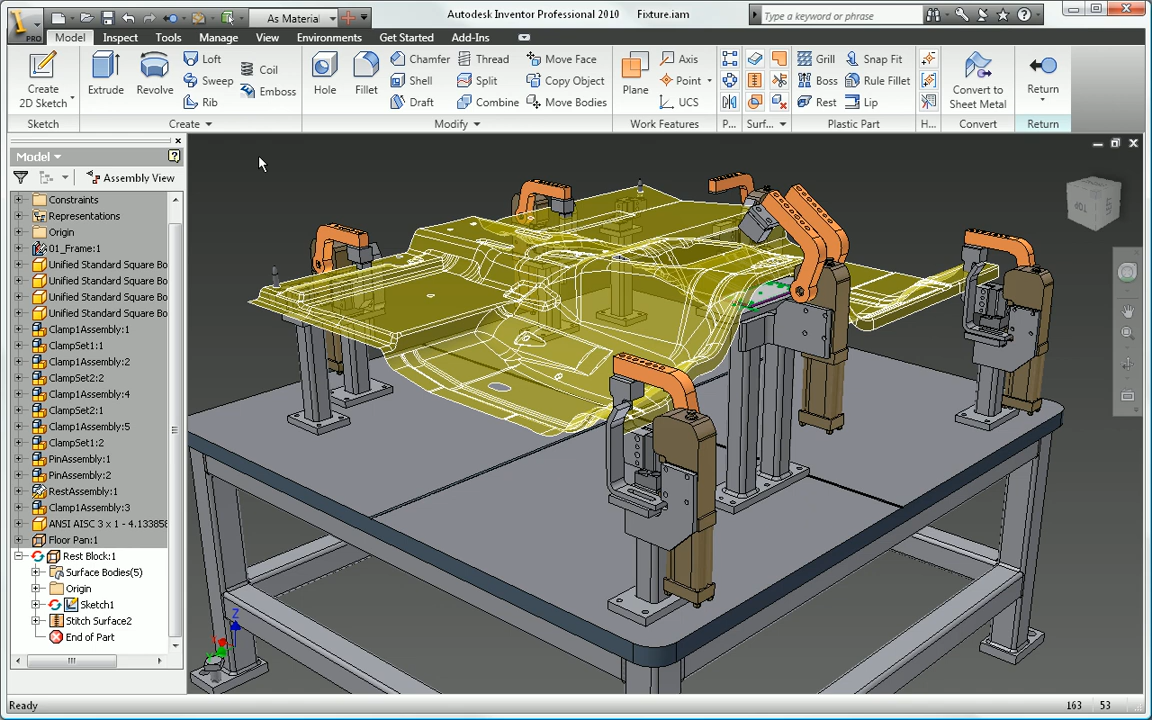 As Material
Autodesk Inventor Professional 2010 Fixture.iam
Type a keyword or phrase
PRO
Model Inspect Tools Manage View Environments Get Started Add-Ins
Create
2D Sketch
Extrude
Revolve
Loft
Sweep
Rib
Coil
Emboss
Hole
Fillet
Chamfer
Shell
Draft
Thread
Split
Combine
Move Face
Copy Object
Move Bodies
Plane
Axis
Point
UCS
Grill
Boss
Rest
Snap Fit
Rule Fillet
Lip
Convert to
Sheet Metal
Return
Sketch Create Modify Work Features P... Surf... Plastic Part H... Convert Return
Model
Assembly View
Constraints
Representations
Origin
01_Frame:1
Unified Standard Square Bo
Unified Standard Square Bo
Unified Standard Square Bo
Unified Standard Square Bo
Clamp1Assembly:1
ClampSet1:1
Clamp1Assembly:2
ClampSet2:2
Clamp1Assembly:4
ClampSet2:1
Clamp1Assembly:5
ClampSet1:2
PinAssembly:1
PinAssembly:2
RestAssembly:1
Clamp1Assembly:3
ANSI AISC 3 x 1 - 4.133858
Floor Pan:1
Rest Block:1
Surface Bodies(5)
Origin
Sketch1
Stitch Surface2
End of Part
TOP
Z
Ready
163 53